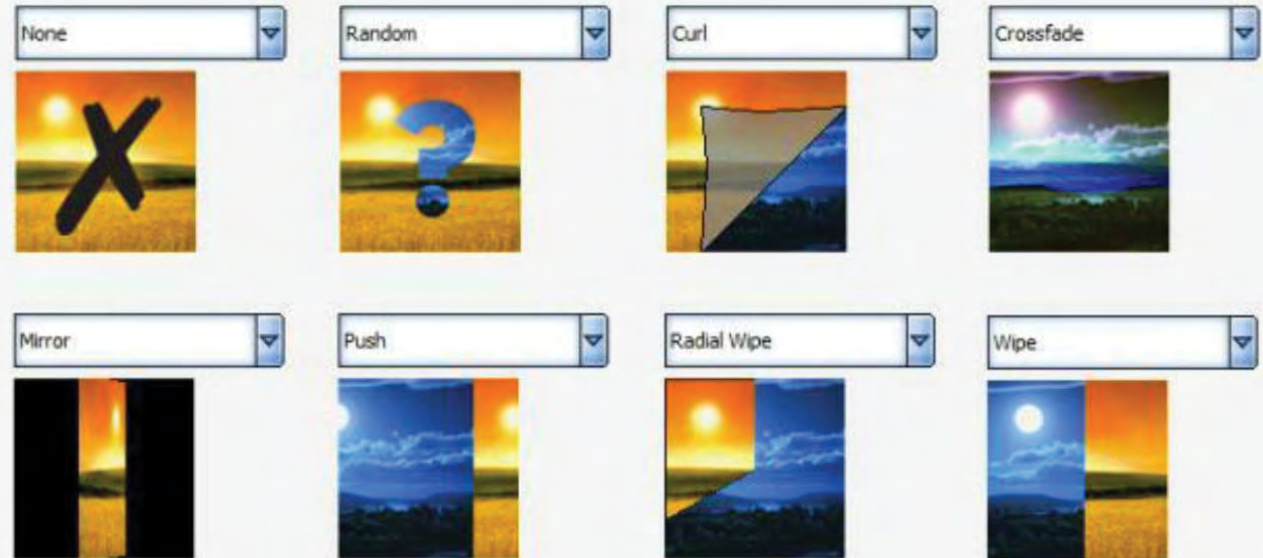 None
Random
Curl
Crossfade
Mirror
Push
Radial Wipe
Wipe